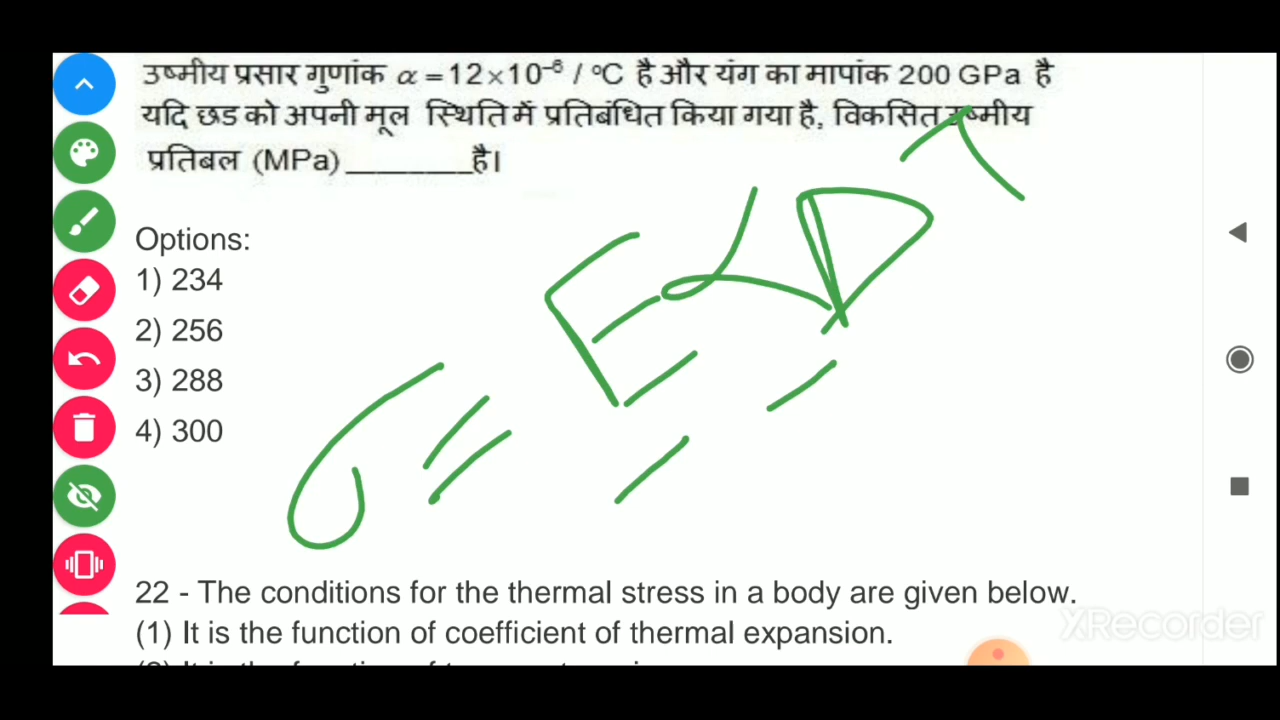 उष्मीय प्रसार गुणांक α = 12×10⁻⁶ / ºC है और यंग का मापांक 200 GPa है
यदि छड को अपनी मूल स्थिति में प्रतिबंधित किया गया है, विकसित उष्मीय
प्रतिबल (MPa) ________है।
σ = E α Δ T
Options:
1) 234
2) 256
3) 288
4) 300
22 - The conditions for the thermal stress in a body are given below.
(1) It is the function of coefficient of thermal expansion.
XRecorder